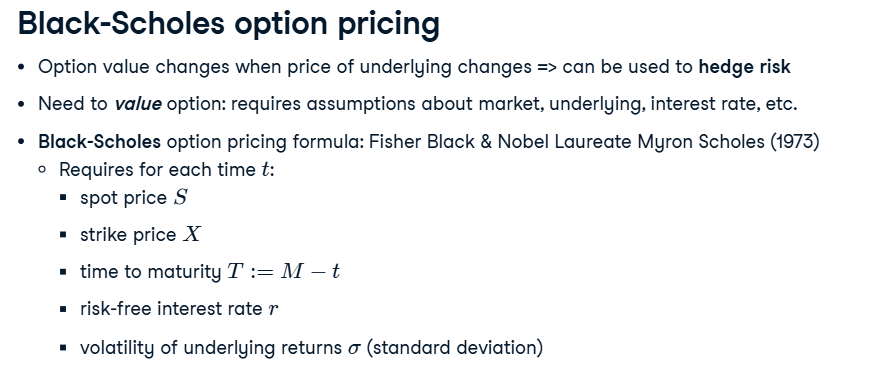 Black-Scholes option pricing
• Option value changes when price of underlying changes => can be used to hedge risk
• Need to value option: requires assumptions about market, underlying, interest rate, etc.
• Black-Scholes option pricing formula: Fisher Black & Nobel Laureate Myron Scholes (1973)
◦ Requires for each time t:
▪ spot price S
▪ strike price X
▪ time to maturity T := M − t
▪ risk-free interest rate r
▪ volatility of underlying returns σ (standard deviation)